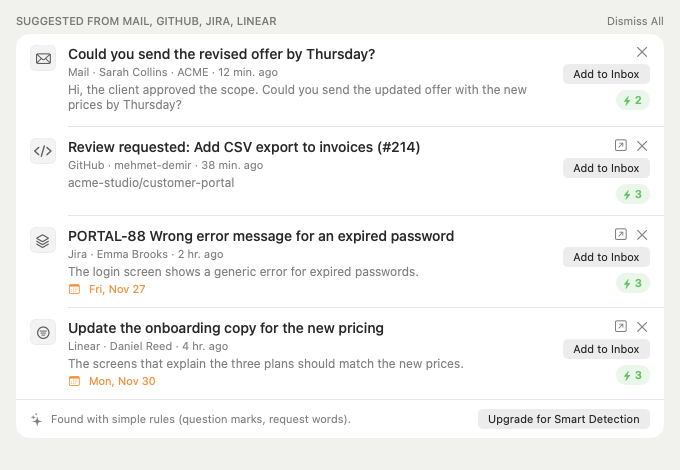 SUGGESTED FROM MAIL, GITHUB, JIRA, LINEAR
Dismiss All
Could you send the revised offer by Thursday?
Mail · Sarah Collins · ACME · 12 min. ago
Hi, the client approved the scope. Could you send the updated offer with the new
prices by Thursday?
Add to Inbox
2
Review requested: Add CSV export to invoices (#214)
GitHub · mehmet-demir · 38 min. ago
acme-studio/customer-portal
Add to Inbox
3
PORTAL-88 Wrong error message for an expired password
Jira · Emma Brooks · 2 hr. ago
The login screen shows a generic error for expired passwords.
Fri, Nov 27
Add to Inbox
3
Update the onboarding copy for the new pricing
Linear · Daniel Reed · 4 hr. ago
The screens that explain the three plans should match the new prices.
Mon, Nov 30
Add to Inbox
3
Found with simple rules (question marks, request words).
Upgrade for Smart Detection